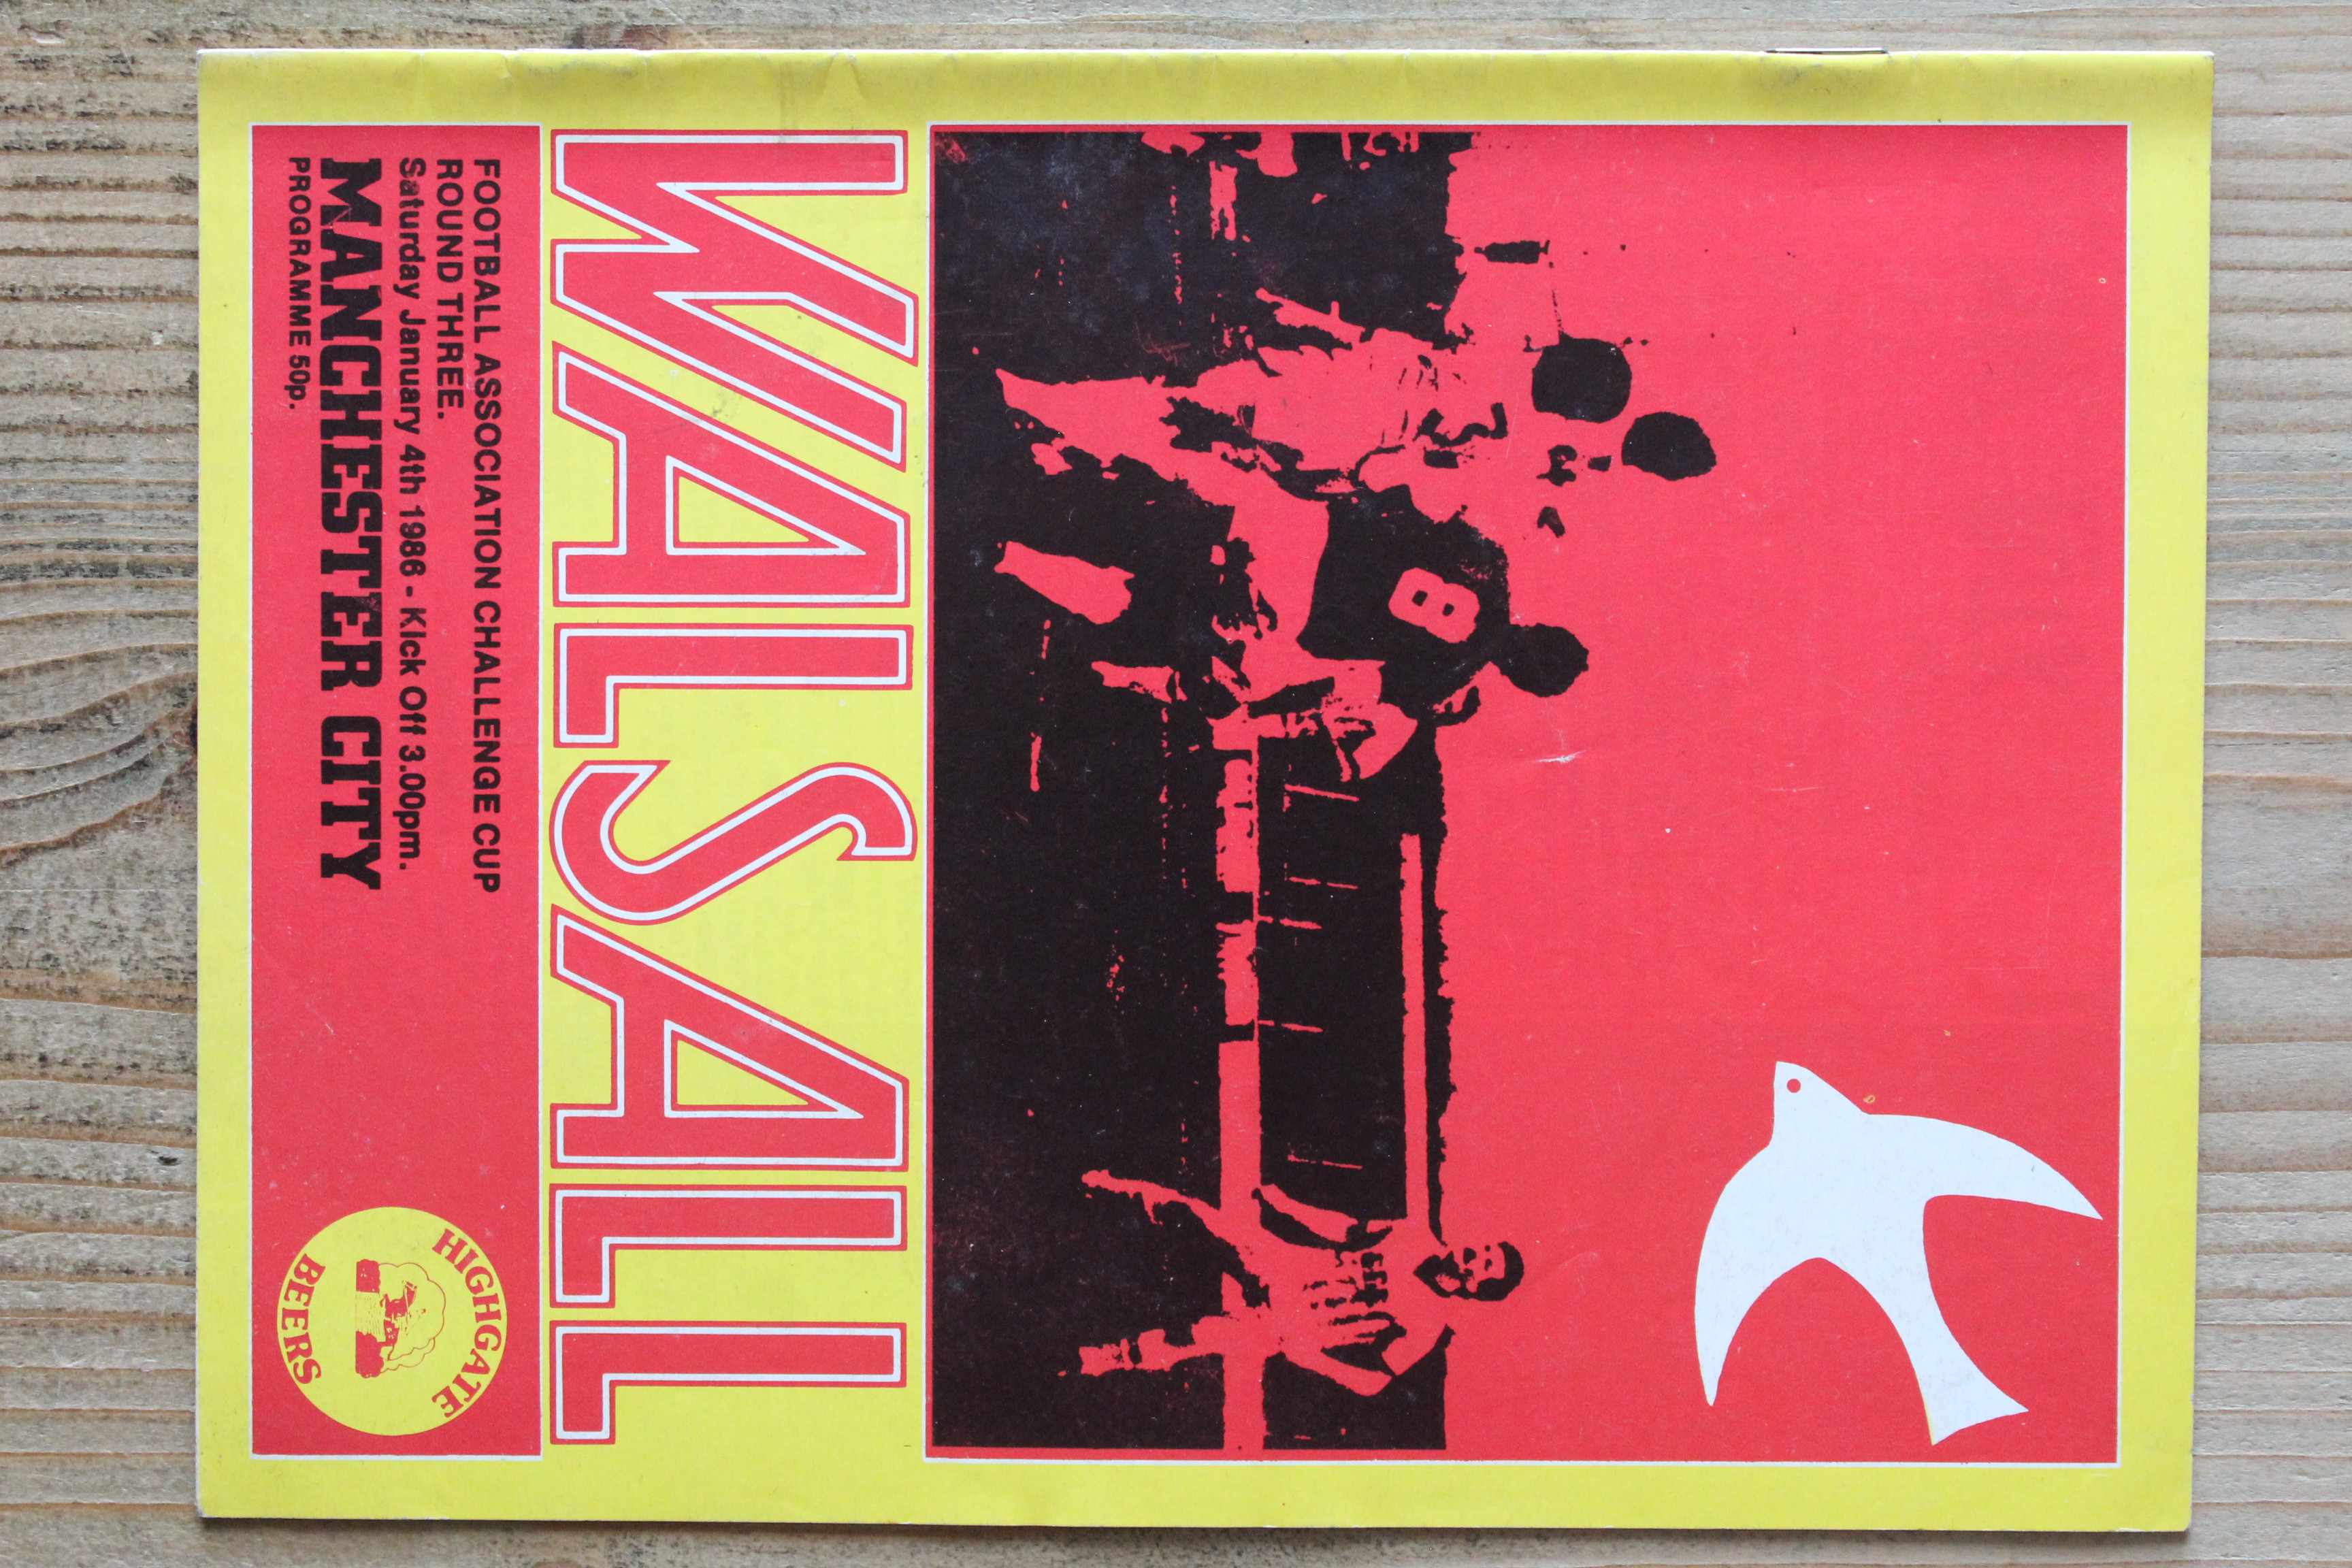 8
WALSALL
FOOTBALL ASSOCIATION CHALLENGE CUP
ROUND THREE.
Saturday January 4th 1986 - Kick Off 3.00pm.
MANCHESTER CITY
PROGRAMME 50p.
HIGHGATE
BEERS